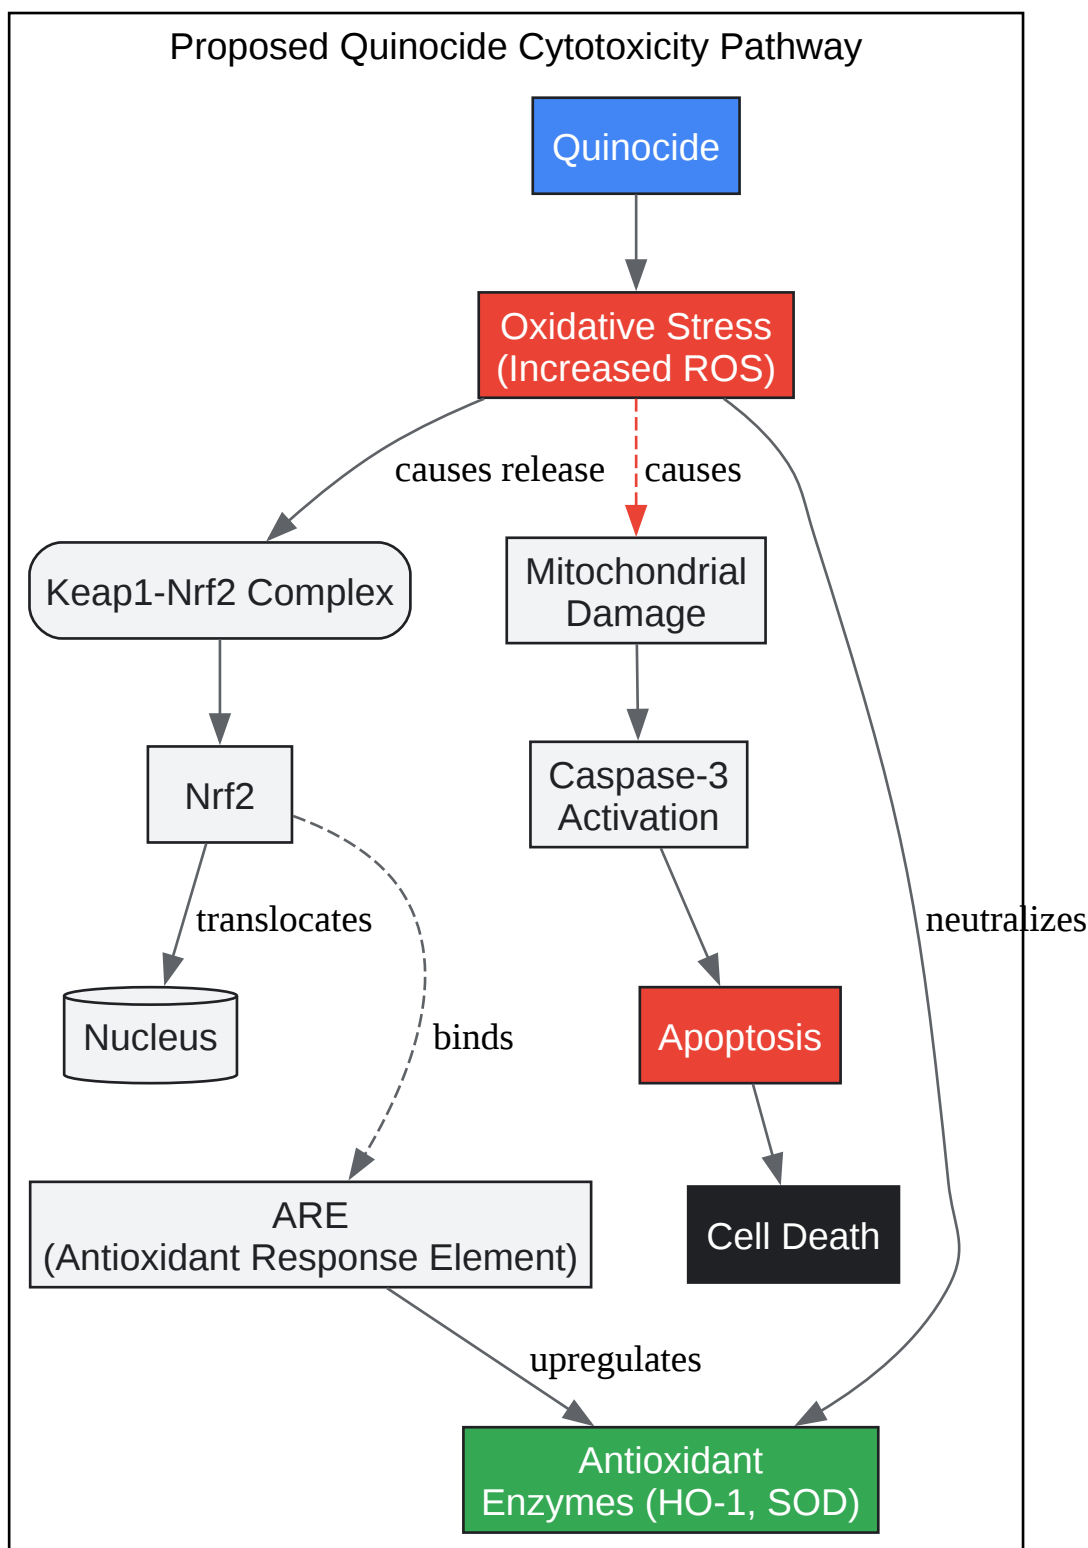 Proposed Quinocide Cytotoxicity Pathway
Quinocide
Oxidative Stress
(Increased ROS)
causes release
causes
Keap1-Nrf2 Complex
Mitochondrial
Damage
Nrf2
Caspase-3
Activation
translocates
neutralizes
Nucleus
binds
Apoptosis
ARE
(Antioxidant Response Element)
Cell Death
upregulates
Antioxidant
Enzymes (HO-1, SOD)